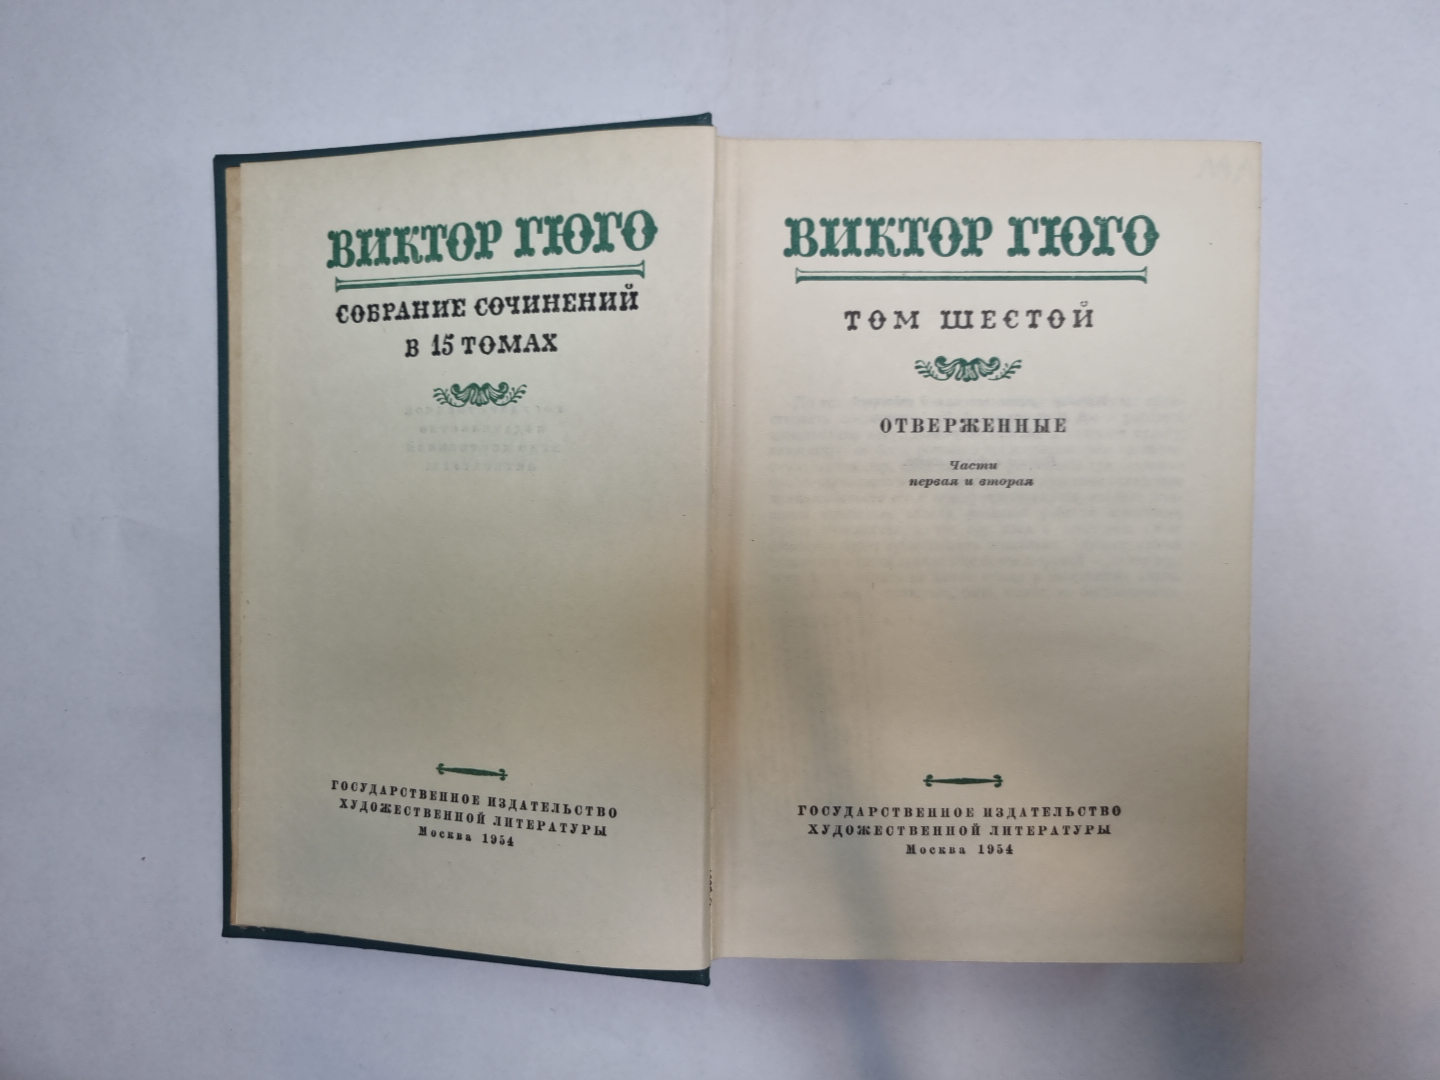 ВИКТОР ГЮГО
СОБРАНИЕ СОЧИНЕНИЙ
В 15 ТОМАХ
ГОСУДАРСТВЕННОЕ ИЗДАТЕЛЬСТВО
ХУДОЖЕСТВЕННОЙ ЛИТЕРАТУРЫ
Москва 1954
ВИКТОР ГЮГО
ТОМ ШЕСТОЙ
ОТВЕРЖЕННЫЕ
Части
первая и вторая
ГОСУДАРСТВЕННОЕ ИЗДАТЕЛЬСТВО
ХУДОЖЕСТВЕННОЙ ЛИТЕРАТУРЫ
Москва 1954